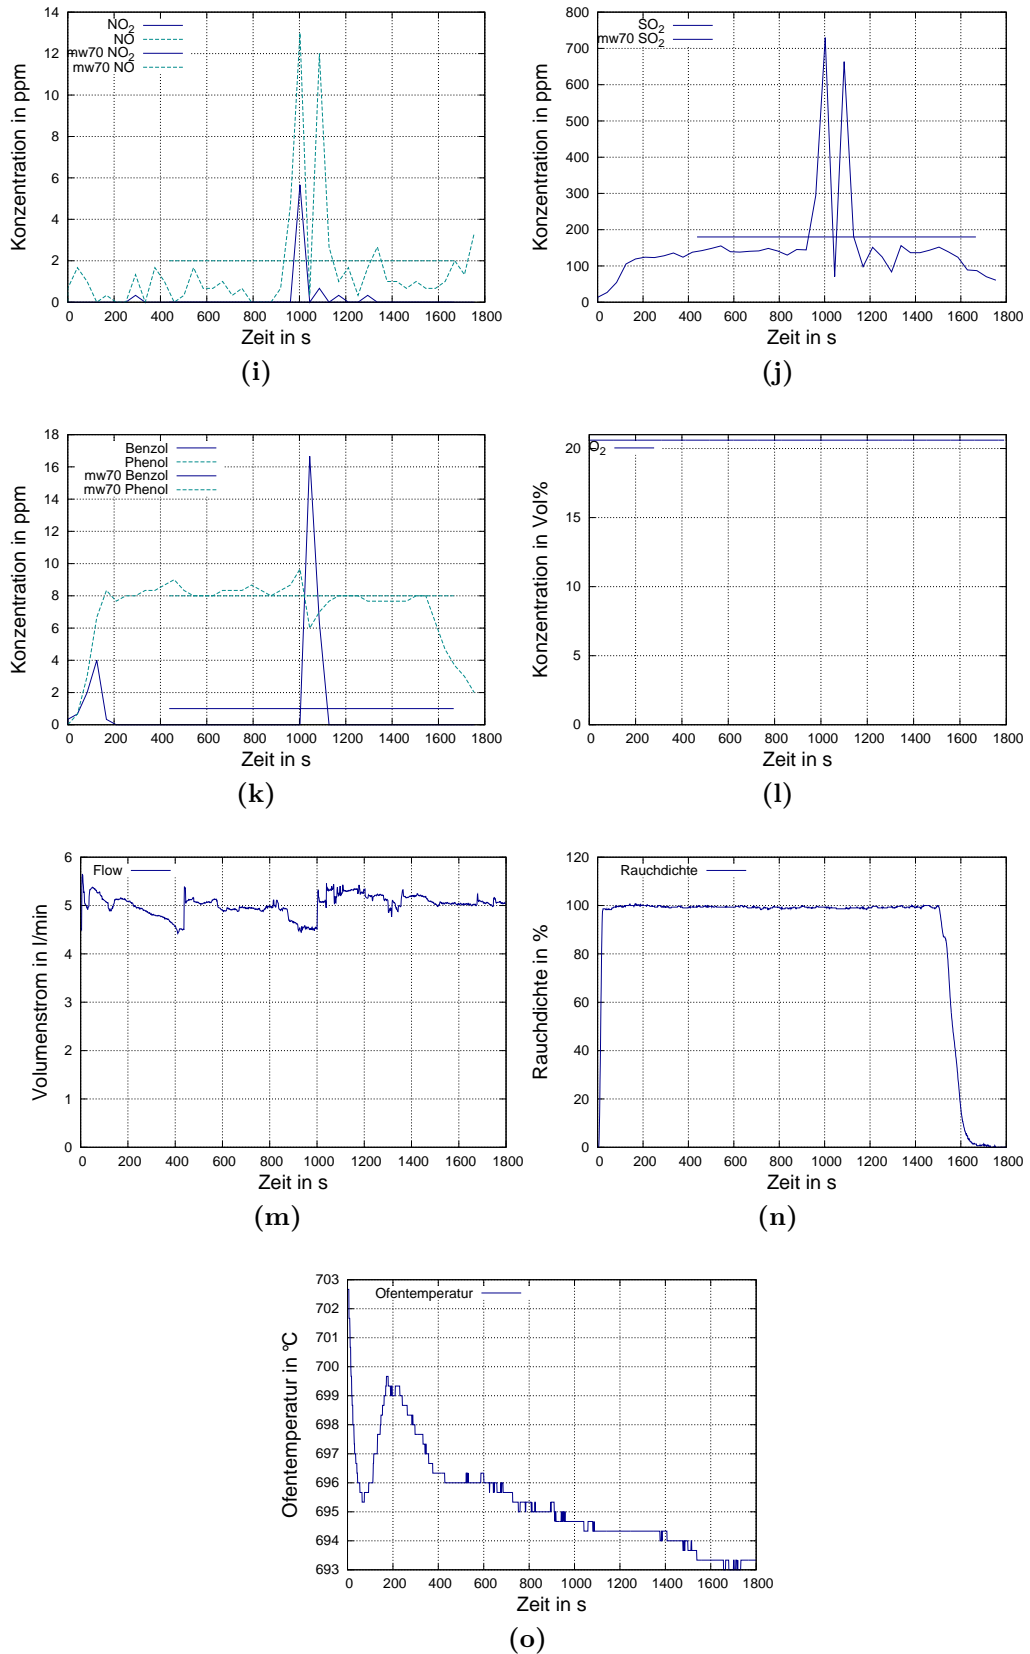 14
12
10
8
6
4
2
0
0 200 400 600 800 1000 1200 1400 1600 1800
Konzentration in ppm
Zeit in s
NO2
NO
mw70 NO2
mw70 NO
(i)
800
700
600
500
400
300
200
100
0
0 200 400 600 800 1000 1200 1400 1600 1800
Konzentration in ppm
Zeit in s
SO2
mw70 SO2
(j)
18
16
14
12
10
8
6
4
2
0
0 200 400 600 800 1000 1200 1400 1600 1800
Konzentration in ppm
Zeit in s
Benzol
Phenol
mw70 Benzol
mw70 Phenol
(k)
20
15
10
5
0
0 200 400 600 800 1000 1200 1400 1600 1800
Konzentration in Vol%
Zeit in s
O2
(l)
6
5
4
3
2
1
0
0 200 400 600 800 1000 1200 1400 1600 1800
Volumenstrom in l/min
Zeit in s
Flow
(m)
120
100
80
60
40
20
0
0 200 400 600 800 1000 1200 1400 1600 1800
Rauchdichte in %
Zeit in s
Rauchdichte
(n)
703
702
701
700
699
698
697
696
695
694
693
0 200 400 600 800 1000 1200 1400 1600 1800
Ofentemperatur in °C
Zeit in s
Ofentemperatur
(o)